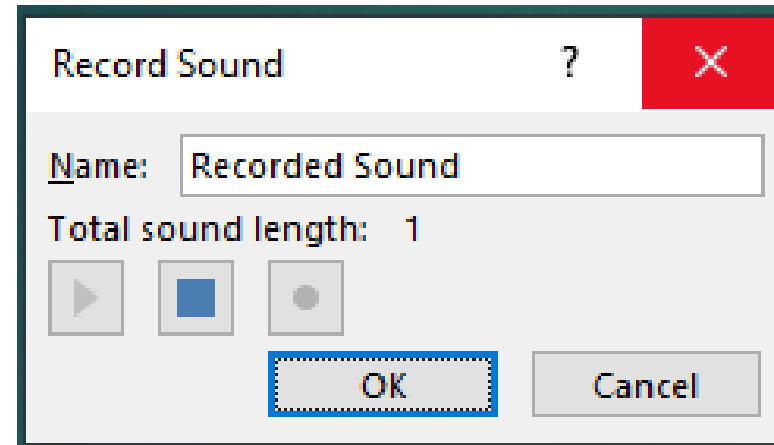 Record Sound ?
Name: Recorded Sound
Total sound length: 1
OK Cancel